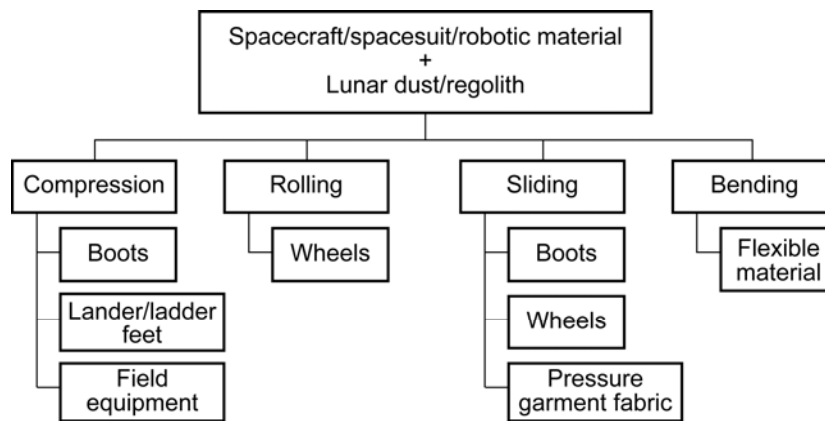 Spacecraft/spacesuit/robotic material
+
Lunar dust/regolith
Compression
Rolling
Sliding
Bending
Boots
Wheels
Boots
Flexible
material
Lander/ladder
feet
Wheels
Field
equipment
Pressure
garment fabric